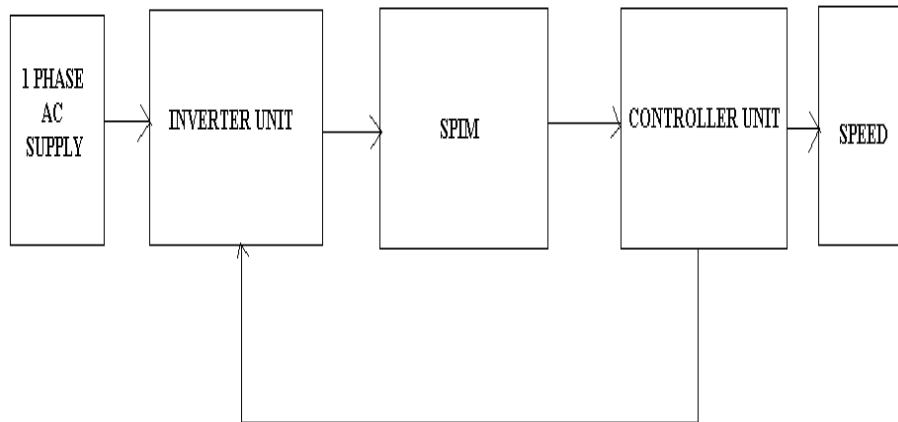 1 PHASE
AC
SUPPLY
INVERTER UNIT
SPIM
CONTROLLER UNIT
SPEED